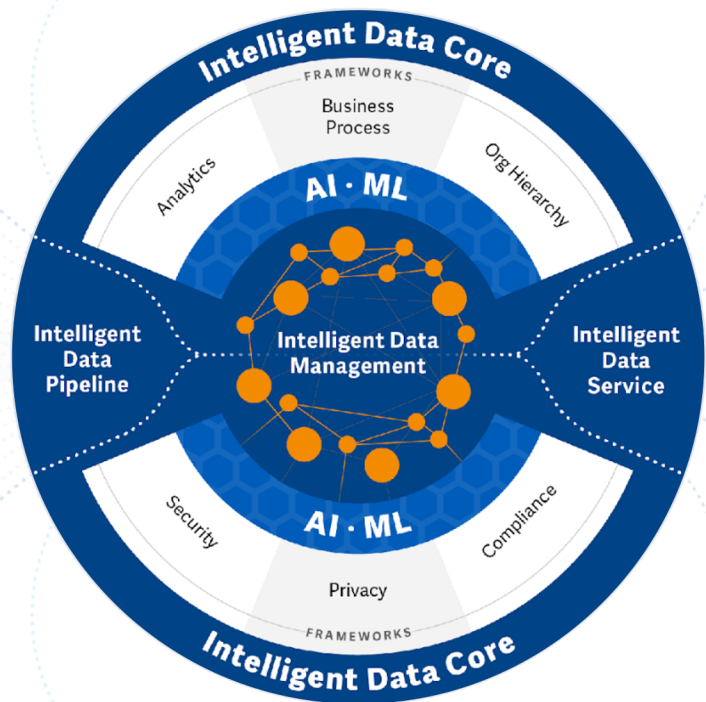 Intelligent Data Core
FRAMEWORKS
Business
Process
Analytics
Org Hierarchy
AI · ML
Intelligent
Data
Pipeline
Intelligent Data
Management
Intelligent
Data
Service
AI · ML
Security
Compliance
Privacy
FRAMEWORKS
Intelligent Data Core